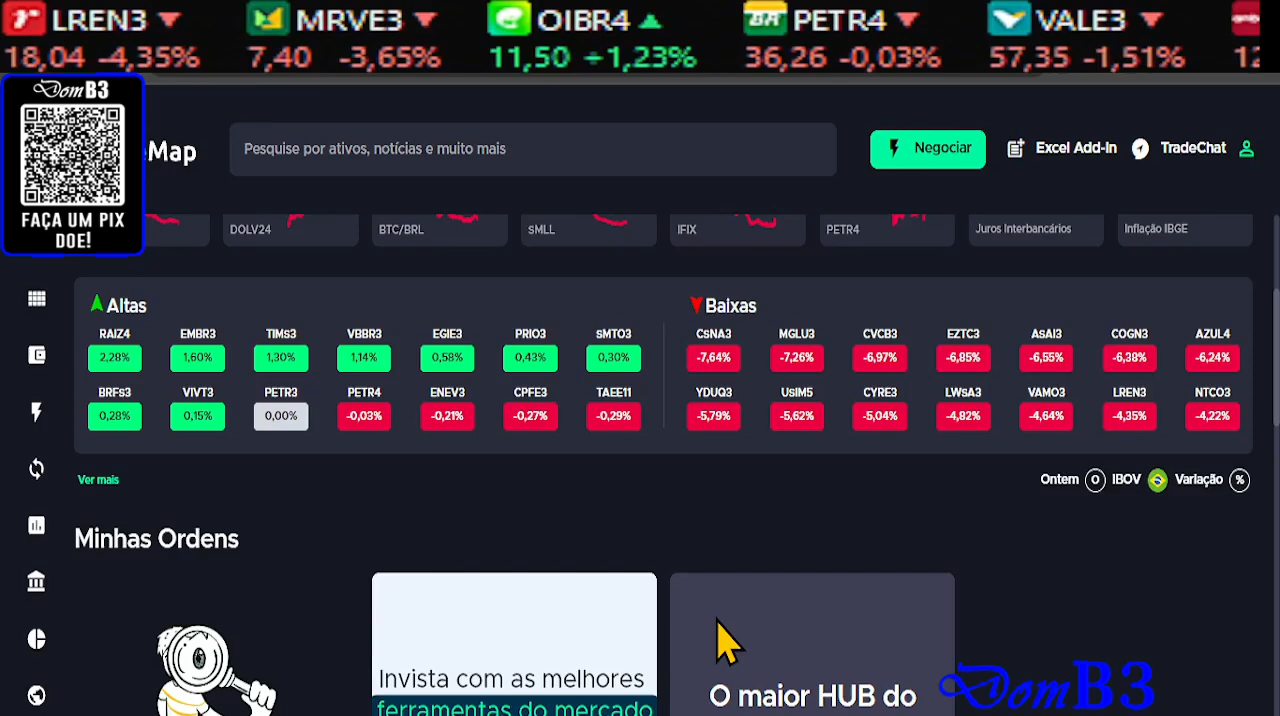 LREN3 MRVE3 OIBR4 PETR4 VALE3
18,04 -4,35% 7,40 -3,65% 11,50 +1,23% 36,26 -0,03% 57,35 -1,51% 12
DomB3
FAÇA UM PIX
DOE!
eMap
Pesquise por ativos, notícias e muito mais
Negociar
Excel Add-In
TradeChat
DOLV24 BTC/BRL SMLL IFIX PETR4 Juros Interbancários Inflação IBGE
Altas
RAIZ4 EMBR3 TIMs3 VBBR3 EGIE3 PRIO3 sMTO3
2,28% 1,60% 1,30% 1,14% 0,58% 0,43% 0,30%
BRFs3 VIVT3 PETR3 PETR4 ENEV3 CPFE3 TAEE11
0,28% 0,15% 0,00% -0,03% -0,21% -0,27% -0,29%
Baixas
CsNA3 MGLU3 CVCB3 EZTC3 AsAI3 COGN3 AZUL4
-7,64% -7,26% -6,97% -6,85% -6,55% -6,38% -6,24%
YDUQ3 UsIM5 CYRE3 LWsA3 VAMO3 LREN3 NTCO3
-5,79% -5,62% -5,04% -4,82% -4,64% -4,35% -4,22%
Ver mais
Ontem O IBOV Variação %
Minhas Ordens
Invista com as melhores
ferramentas do mercado
O maior HUB do
DomB3